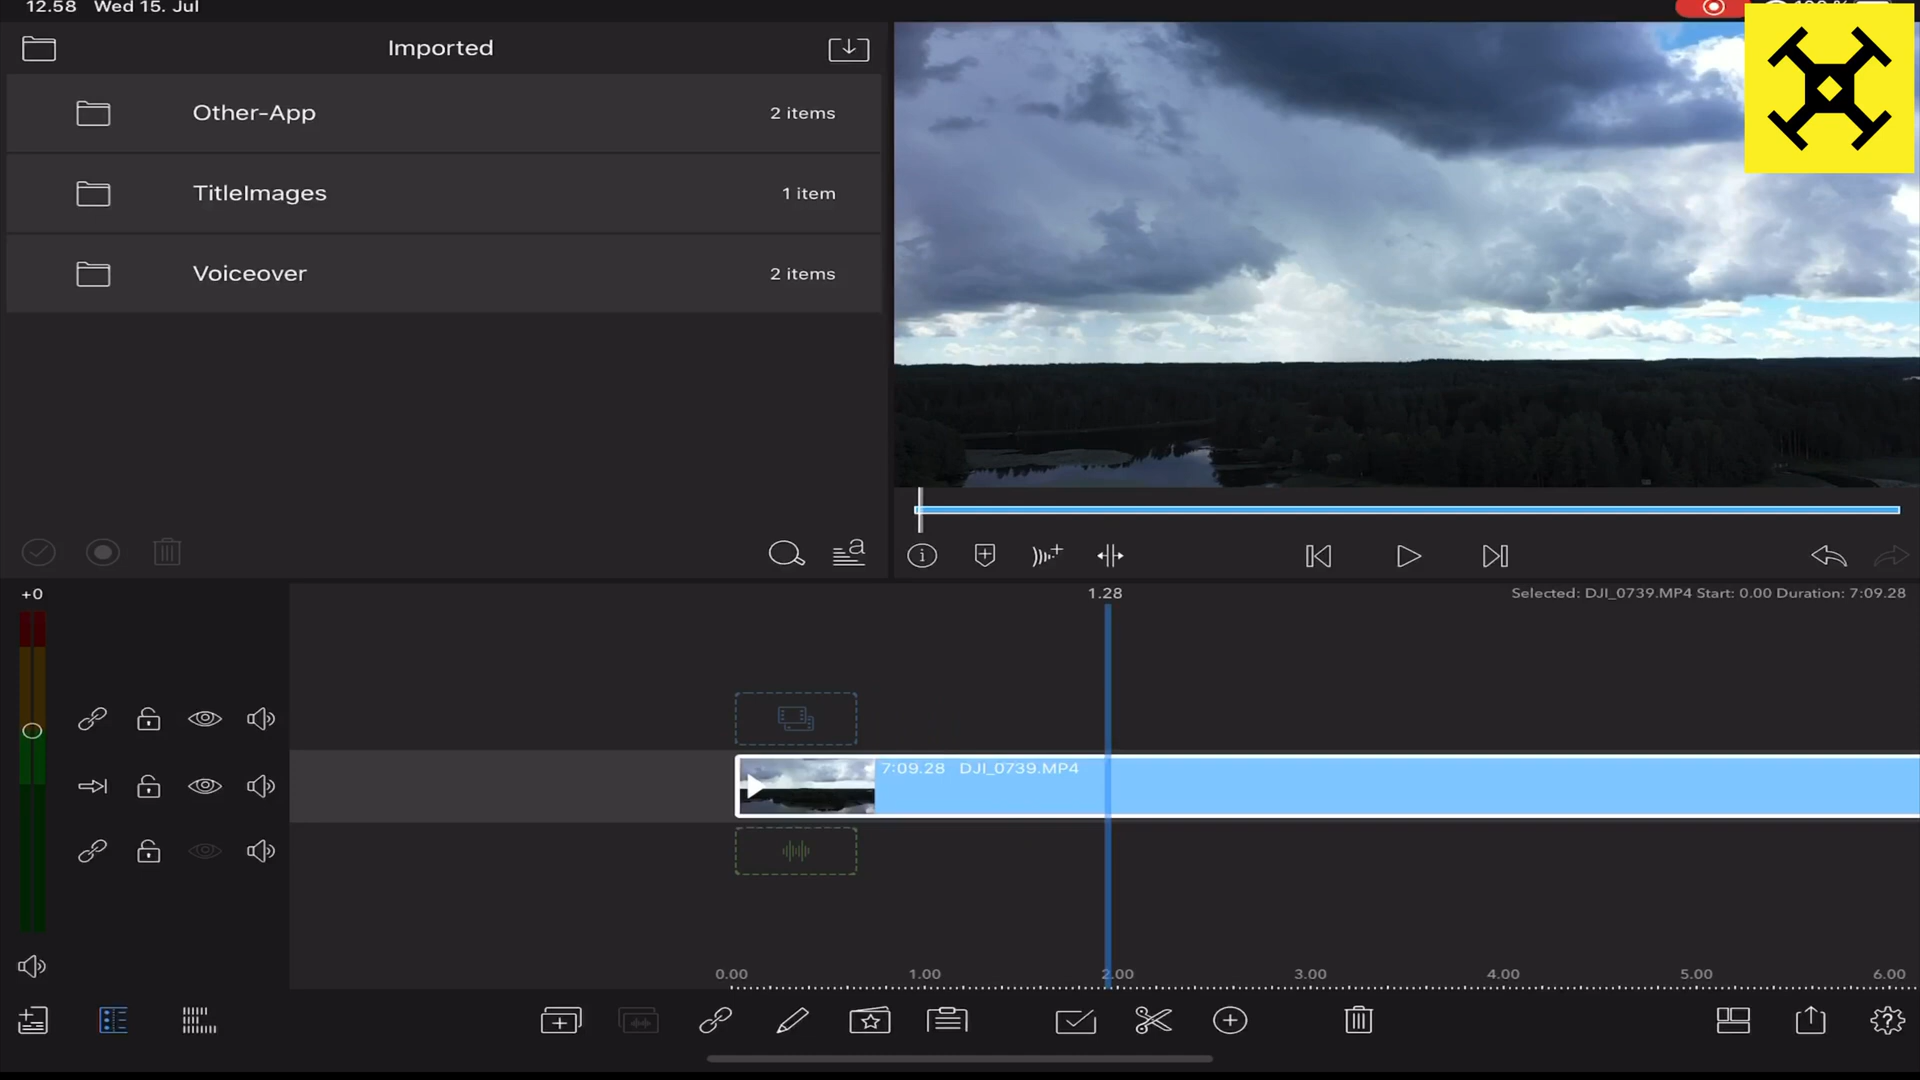 12.58 Wed 15. Jul
Imported
Other-App 2 items
TitleImages 1 item
Voiceover 2 items
+0
1.28
Selected: DJI_0739.MP4 Start: 0.00 Duration: 7:09.28
7:09.28 DJI_0739.MP4
0.00 1.00 2.00 3.00 4.00 5.00 6.00